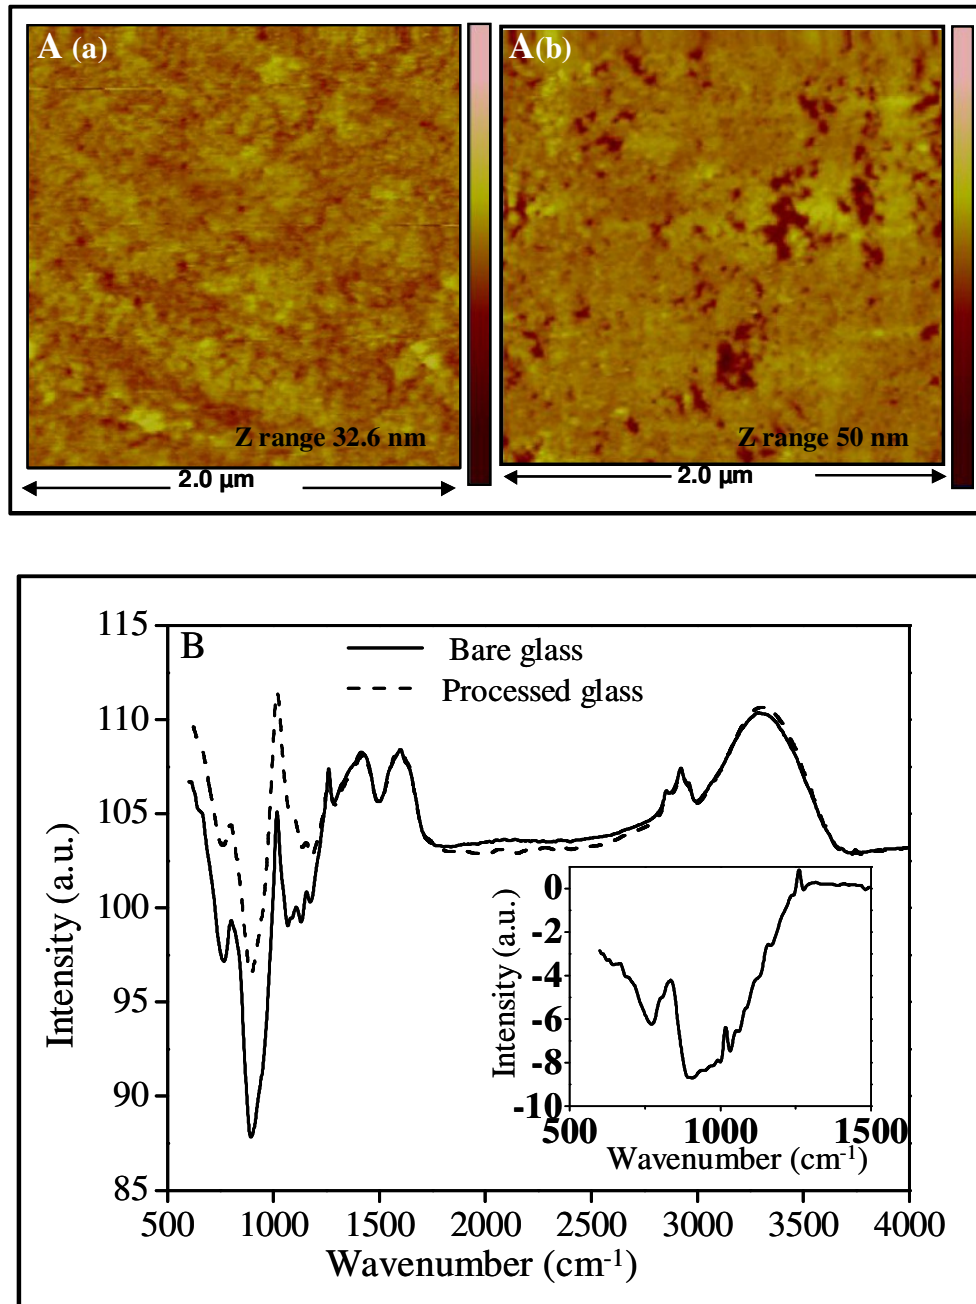 A (a)
A(b)
Z range 32.6 nm
Z range 50 nm
2.0 µm
2.0 µm
B
Bare glass
Processed glass
115
110
105
100
95
90
85
Intensity (a.u.)
500 1000 1500 2000 2500 3000 3500 4000
Wavenumber (cm⁻¹)
0
-2
-4
-6
-8
-10
Intensity (a.u.)
500 1000 1500
Wavenumber (cm⁻¹)